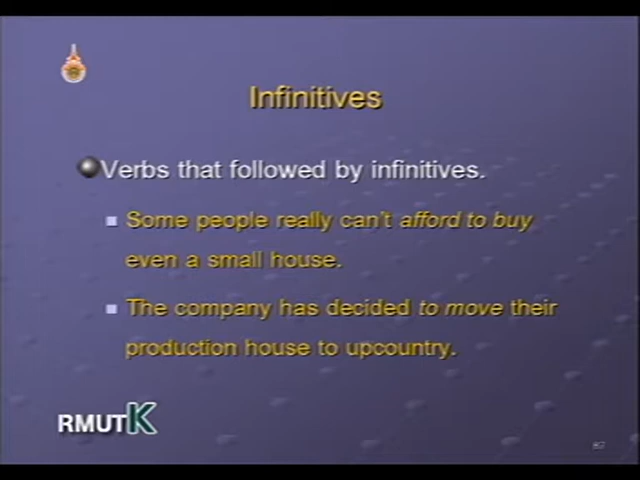 Infinitives
Verbs that followed by infinitives.
Some people really can't afford to buy
even a small house.
The company has decided to move their
production house to upcountry.
RMUTK